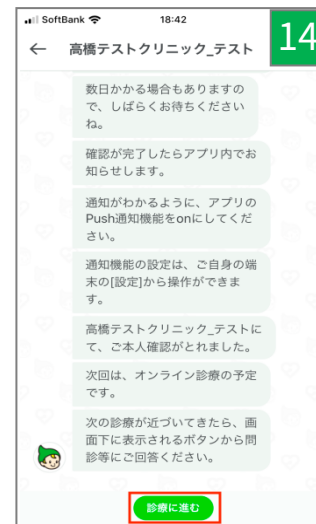 SoftBank 18:42
14
← 高橋テストクリニック_テスト
数日かかる場合もありますの
で、しばらくお待ちください
ね。
確認が完了したらアプリ内でお
知らせします。
通知がわかるように、アプリの
Push通知機能をonにしてくだ
さい。
通知機能の設定は、ご自身の端
末の[設定]から操作ができま
す。
高橋テストクリニック_テストに
て、ご本人確認がとれました。
次回は、オンライン診療の予定
です。
次の診療が近づいてきたら、画
面下に表示されるボタンから問
診等にご回答ください。
診療に進む